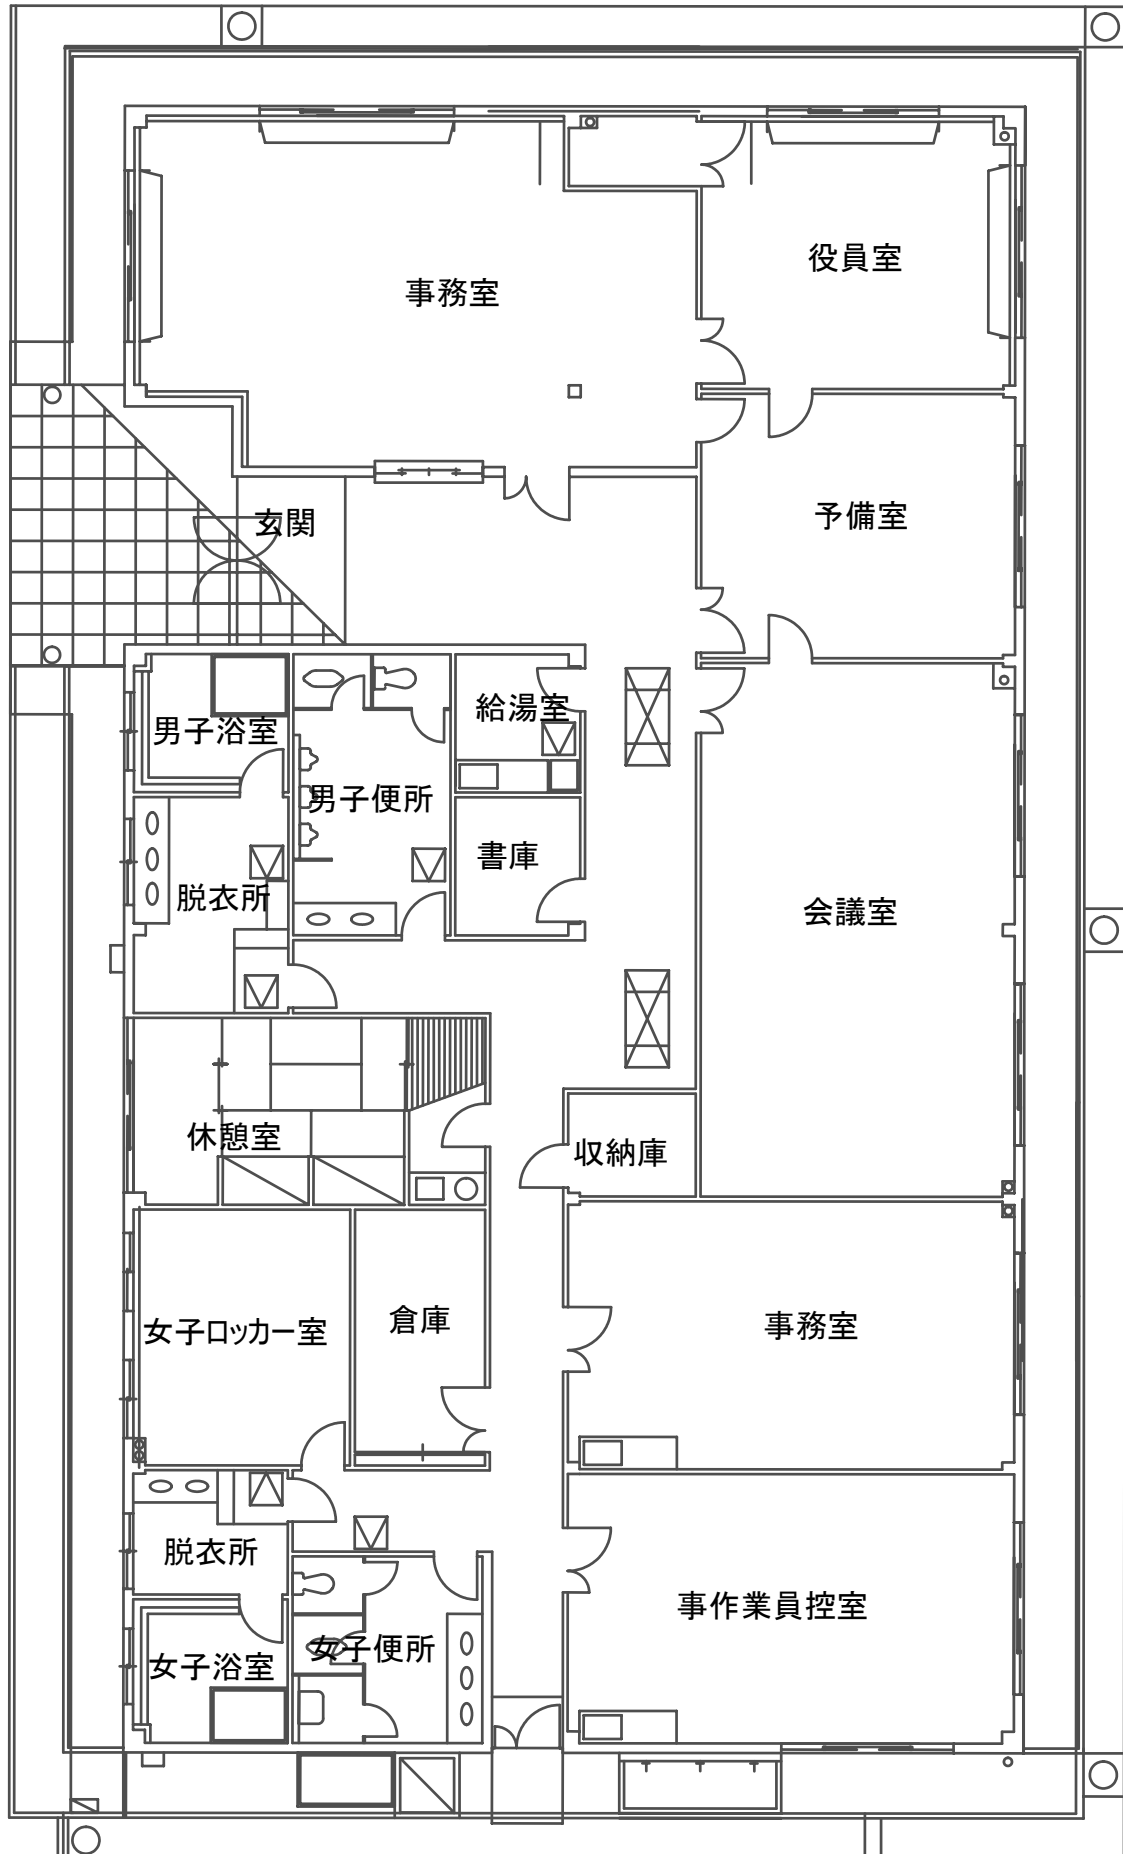 役員室
事務室
予備室
玄関
給湯室
男子浴室
男子便所
書庫
脱衣所
会議室
休憩室
収納庫
女子ロッカー室
倉庫
事務室
脱衣所
事作業員控室
女子便所
女子浴室